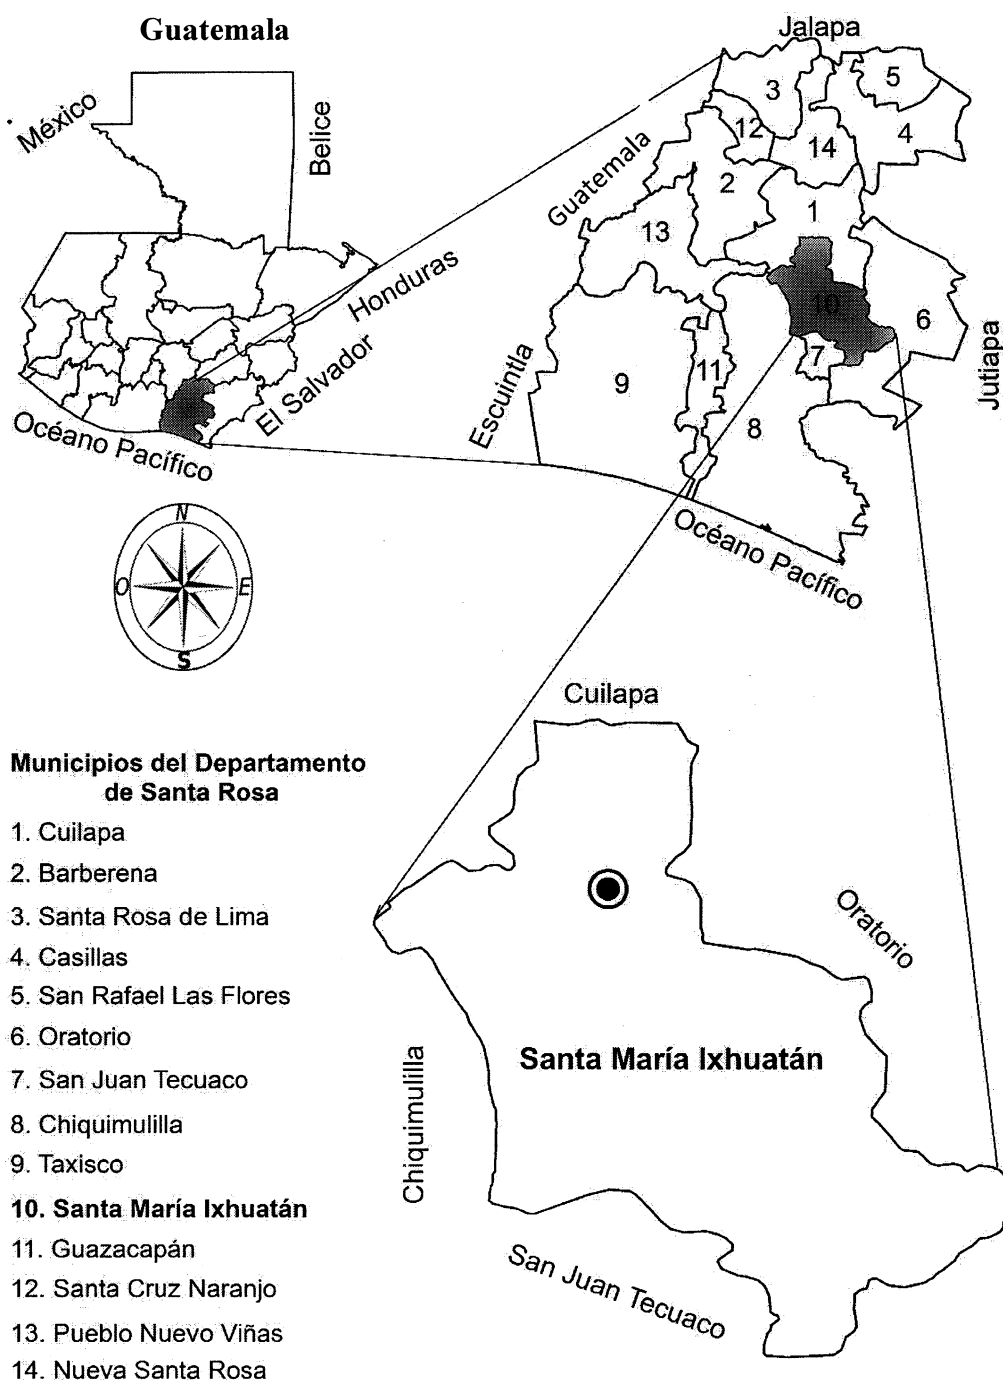 Guatemala
México
Belice
Honduras
El Salvador
Océano Pacífico
Jalapa
Guatemala
Escuintla
Jutiapa
Océano Pacífico
3
5
12
14
4
2
1
13
10
6
7
9
11
8
N
O
E
S
Municipios del Departamento
de Santa Rosa
1. Cuilapa
2. Barberena
3. Santa Rosa de Lima
4. Casillas
5. San Rafael Las Flores
6. Oratorio
7. San Juan Tecuaco
8. Chiquimulilla
9. Taxisco
10. Santa María Ixhuatán
11. Guazacapán
12. Santa Cruz Naranjo
13. Pueblo Nuevo Viñas
14. Nueva Santa Rosa
Cuilapa
Oratorio
Santa María Ixhuatán
Chiquimulilla
San Juan Tecuaco